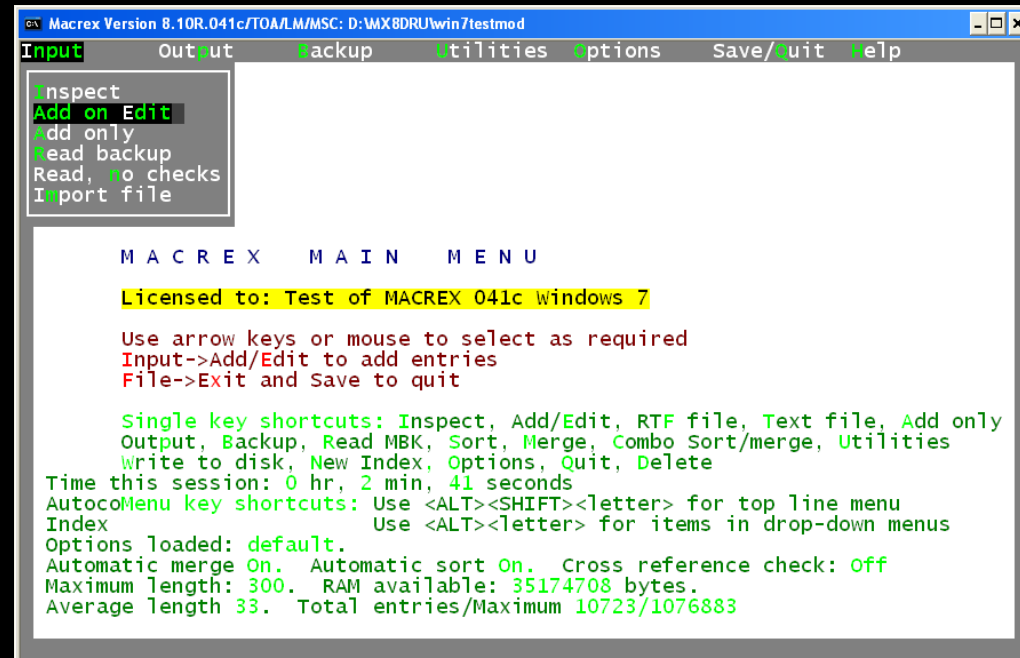 Macrex Version 8.10R.041c/TOA/LM/MSC: D:\MX8DRU\win7testmod
Input Output Backup Utilities Options Save/Quit Help
Inspect
Add on Edit
Add only
Read backup
Read, no checks
Import file
M A C R E X M A I N M E N U
Licensed to: Test of MACREX 041c Windows 7
Use arrow keys or mouse to select as required
Input->Add/Edit to add entries
File->Exit and Save to quit
Single key shortcuts: Inspect, Add/Edit, RTF file, Text file, Add only
Output, Backup, Read MBK, Sort, Merge, Combo Sort/merge, Utilities
Write to disk, New Index, Options, Quit, Delete
Time this session: 0 hr, 2 min, 41 seconds
AutocoMenu key shortcuts: Use <ALT><SHIFT><letter> for top line menu
Index Use <ALT><letter> for items in drop-down menus
Options loaded: default.
Automatic merge On. Automatic sort On. Cross reference check: Off
Maximum length: 300. RAM available: 35174708 bytes.
Average length 33. Total entries/Maximum 10723/1076883